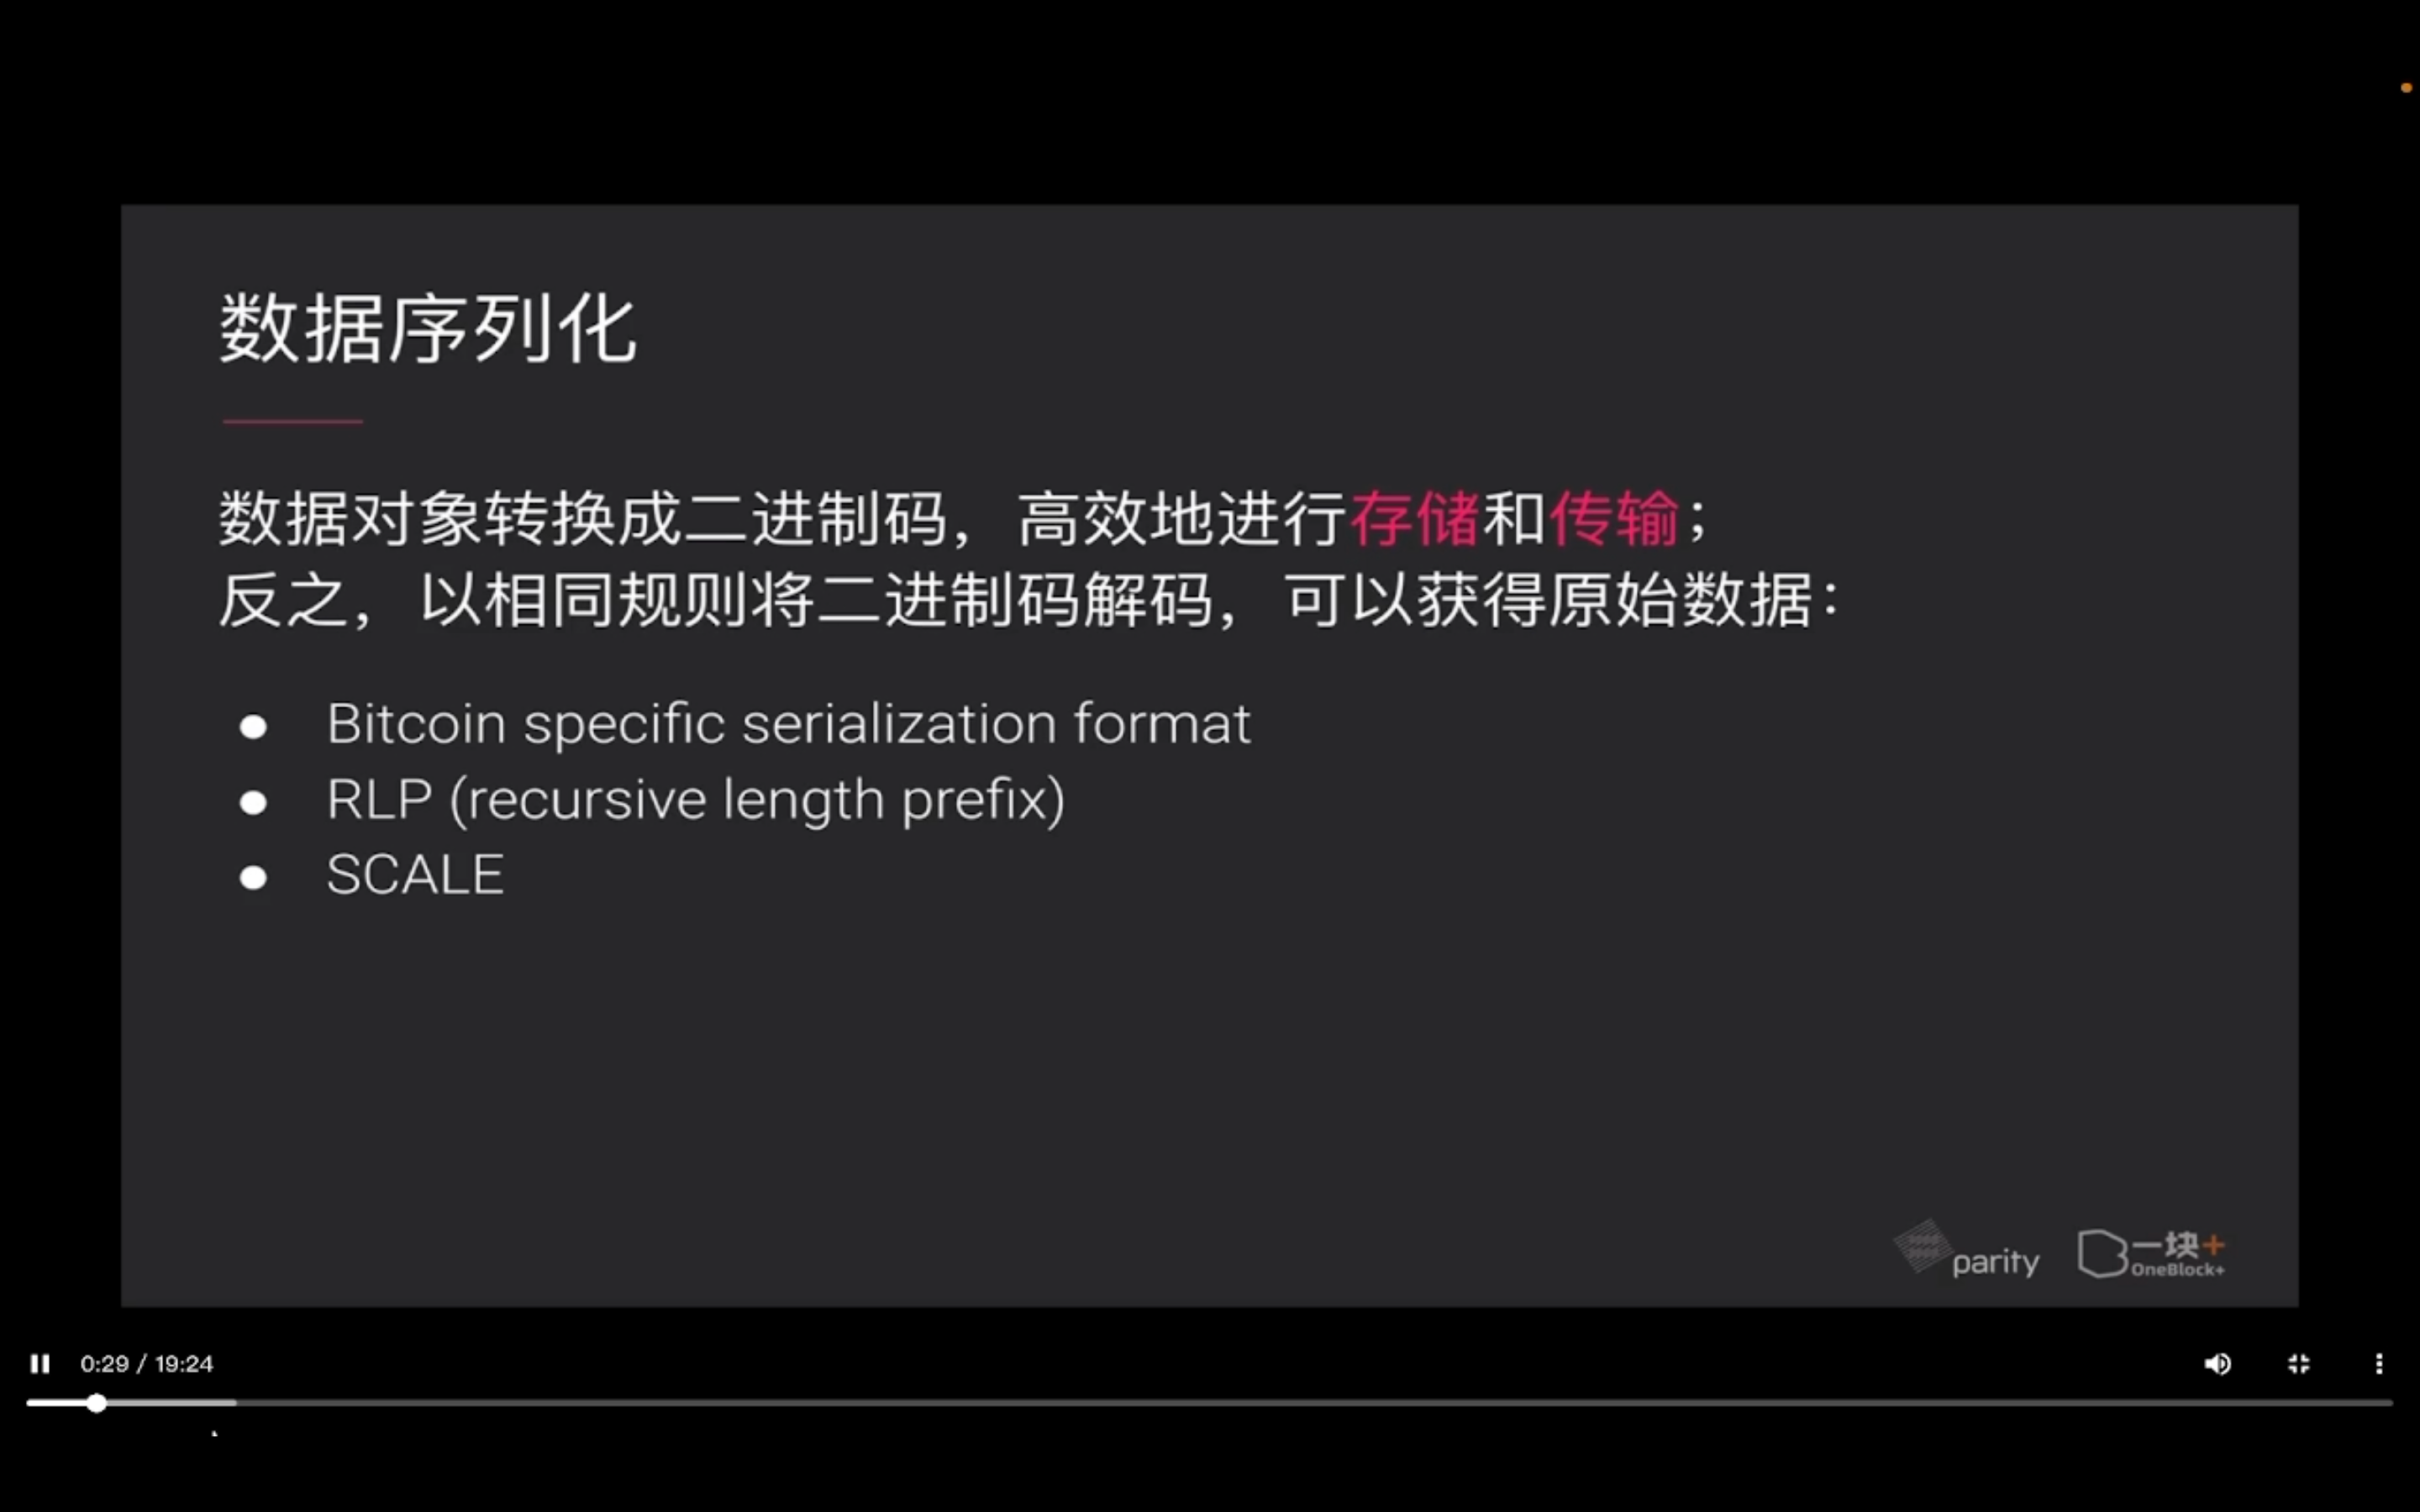 数据序列化
数据对象转换成二进制码，高效地进行存储和传输；
反之，以相同规则将二进制码解码，可以获得原始数据：
● Bitcoin specific serialization format
● RLP (recursive length prefix)
● SCALE
parity
一块+
OneBlock+
0:29 / 19:24